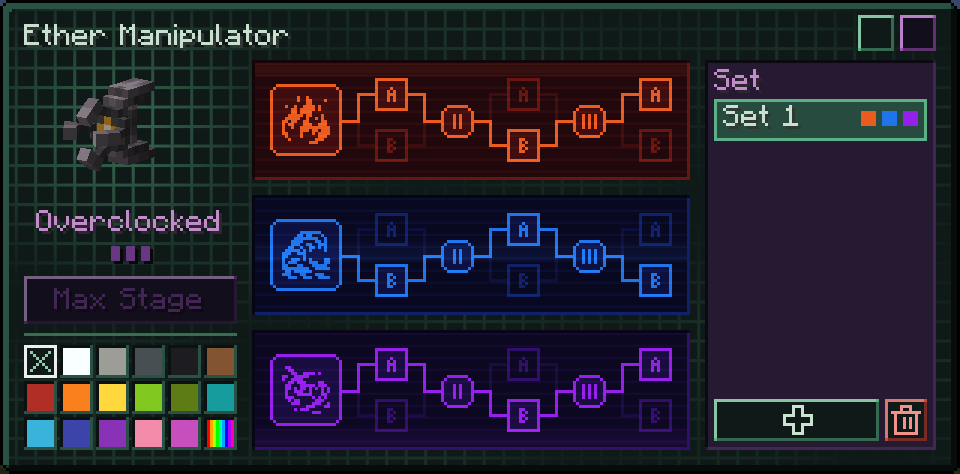 Ether Manipulator
Set
Set 1
Overclocked
Max Stage
A A A
II III
B B B
A A A
II III
B B B
A A A
II III
B B B